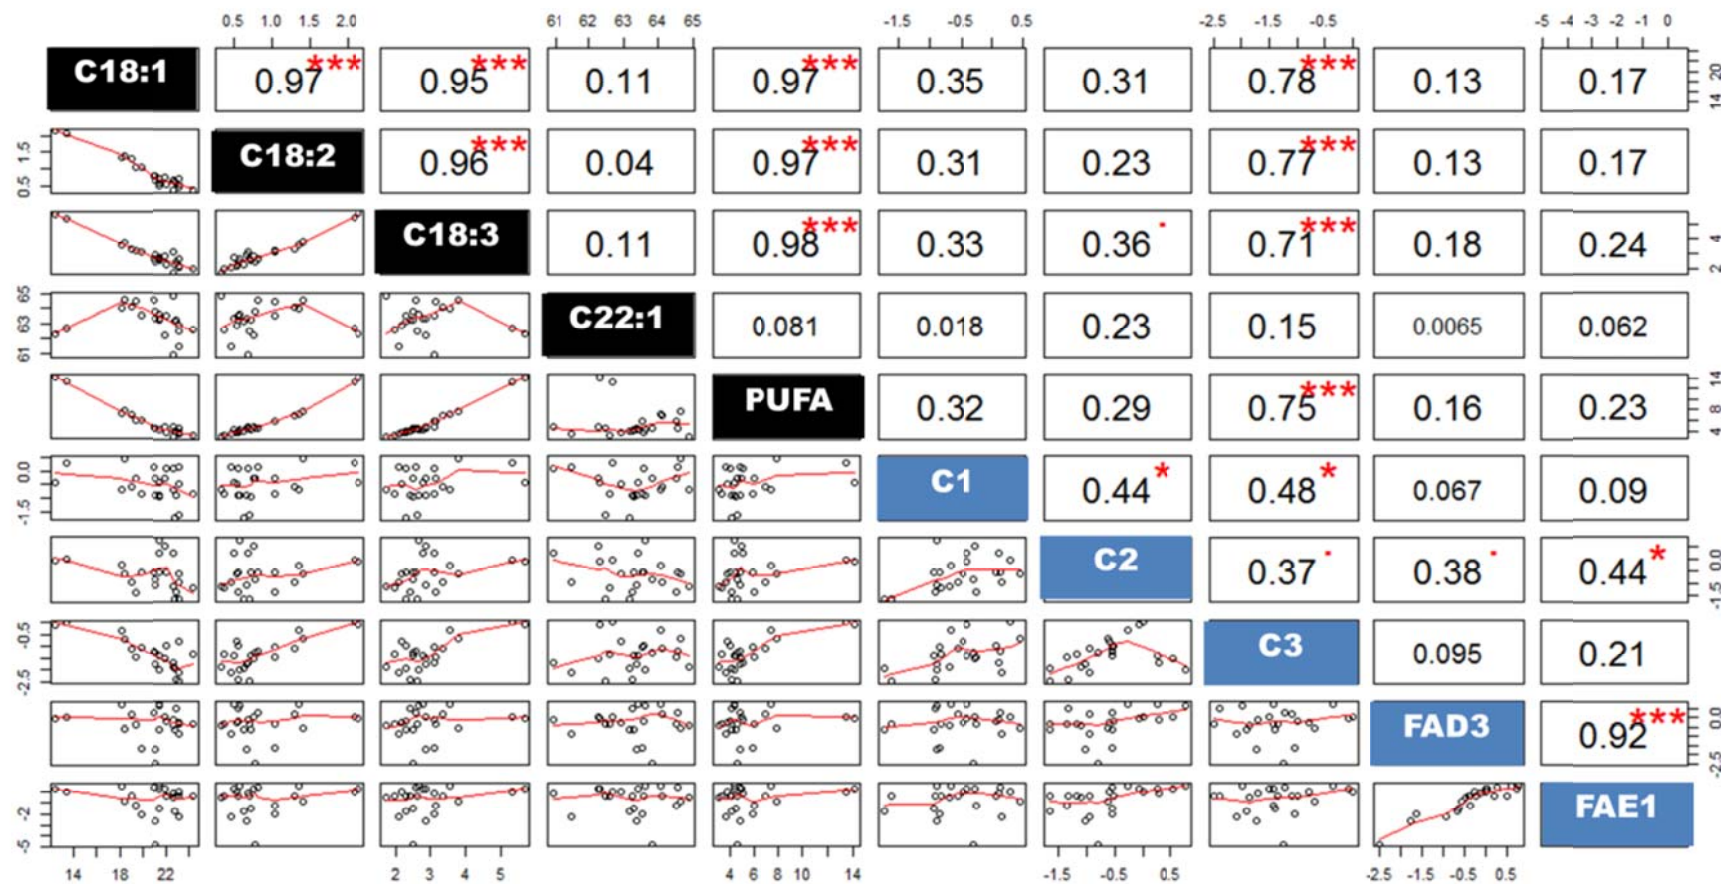 0.5 1.0 1.5 2.0 61 62 63 64 65 -1.5 -0.5 0.5 -2.5 -1.5 -0.5 -5 -4 -3 -1 0
C18:1 0.97*** 0.95*** 0.11 0.97*** 0.35 0.31 0.78*** 0.13 0.17 14 20
0.5 1.5 C18:2 0.96*** 0.04 0.97*** 0.31 0.23 0.77*** 0.13 0.17
C18:3 0.11 0.98*** 0.33 0.36. 0.71*** 0.18 0.24 2 4
61 63 65 C22:1 0.081 0.018 0.23 0.15 0.0065 0.062
PUFA 0.32 0.29 0.75*** 0.16 0.23 4 8 14
-1.5 0.0 C1 0.44* 0.48* 0.067 0.09
C2 0.37. 0.38. 0.44* -1.5 0.0
-2.5 -0.5 C3 0.095 0.21
FAD3 0.92*** -2.5 0.0
-5 -2 FAE1
14 18 22 2 3 5 4 6 8 10 14 -1.5 -0.5 0.5 -2.5 -1.5 -0.5 0.5